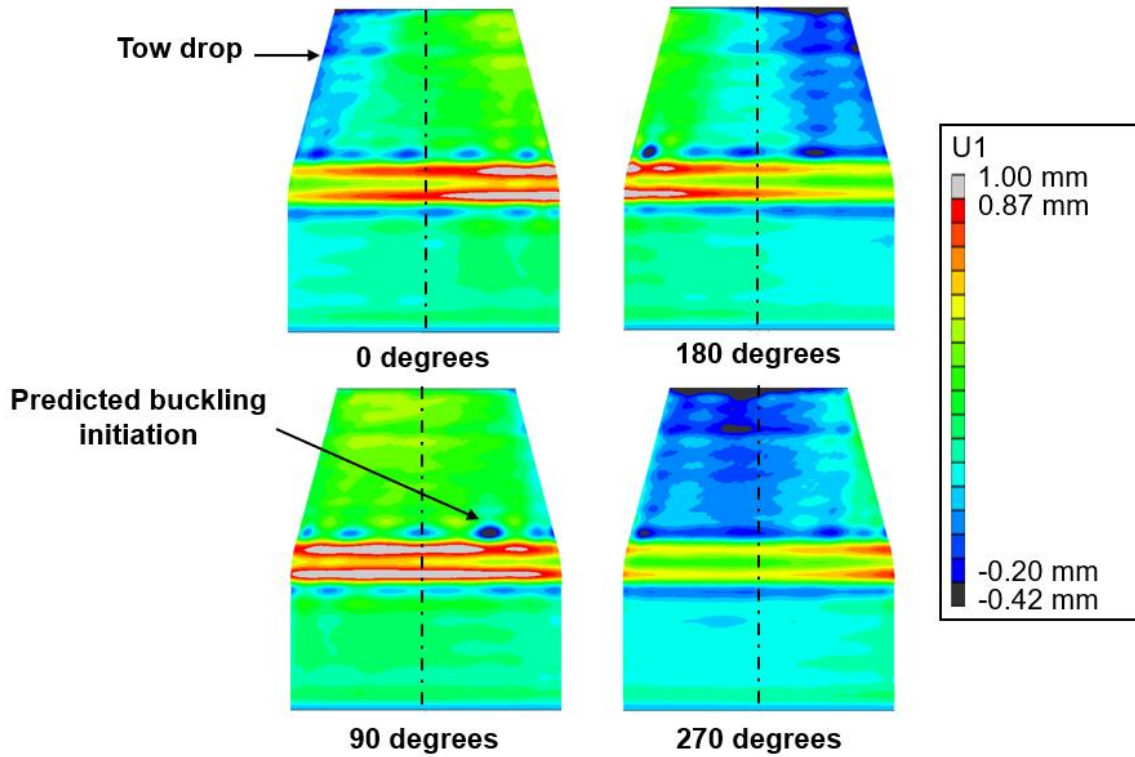 Tow drop
0 degrees
180 degrees
Predicted buckling
initiation
90 degrees
270 degrees
U1
1.00 mm
0.87 mm
-0.20 mm
-0.42 mm